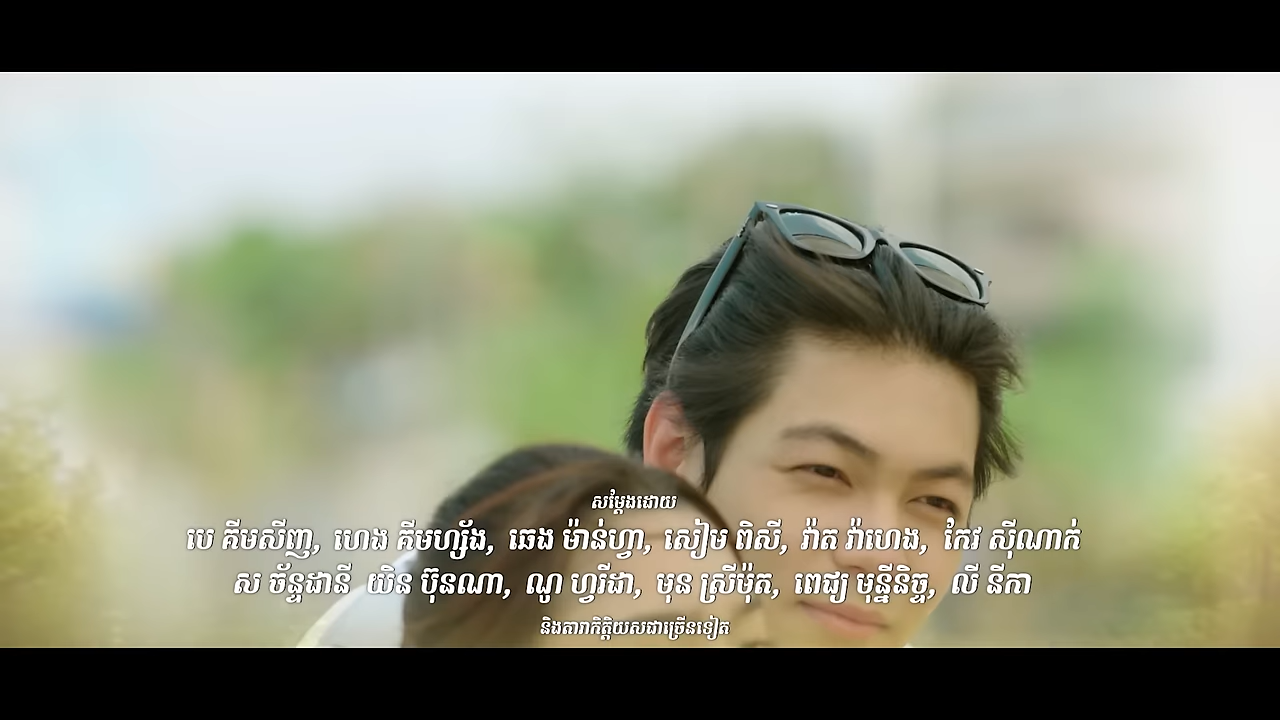 សម្ដែងដោយ
បេ គីមសីញ, ហេង គីមហ្ស័ង, ឆេង ម៉ាន់ហ្វា, សៀម ពិសី, រ៉ាត រ៉ាហេង, កែវ ស៊ីណាក់
ស ច័ន្ទដានី យិន ប៊ុនណា, ណូ ហ្វរីដា, មុន ស្រីម៉ុត, ពេជ្យ មុន្នីនិច្ច, លី នីកា
និងតារាកិត្តិយសជាច្រើនទៀត